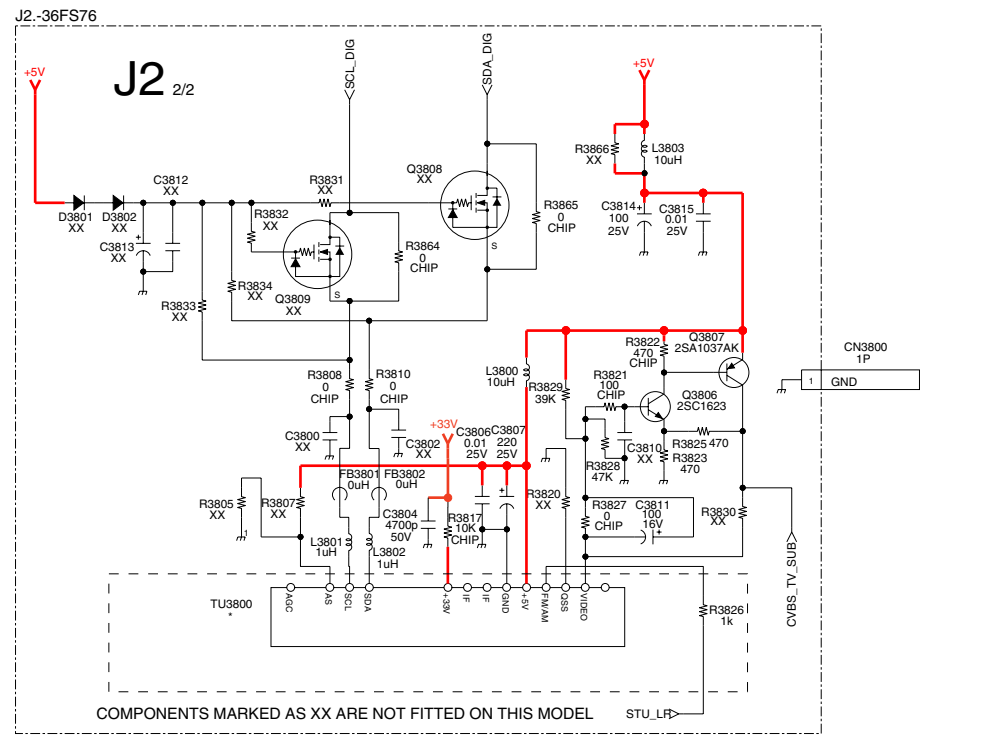 J2.-36FS76
J2 2/2
+5V
SCL_DIG
SDA_DIG
+5V
D3801
XX
D3802
XX
C3812
XX
C3813
XX
+
R3831
XX
R3832
XX
Q3808
XX
R3865
0
CHIP
S
R3864
0
CHIP
Q3809
XX
S
R3834
XX
R3833
XX
R3866
XX
L3803
10uH
C3814
100
25V
+
C3815
0.01
25V
R3808
0
CHIP
R3810
0
CHIP
C3800
XX
C3802
XX
+33V
C3806
0.01
25V
C3807
220
25V
+
L3800
10uH
R3829
39K
R3821
100
CHIP
R3822
470
CHIP
Q3807
2SA1037AK
Q3806
2SC1623
R3825 470
R3823
470
C3810
XX
R3828
47K
CN3800
1P
1 GND
FB3801
0uH
FB3802
0uH
R3805
XX
1
R3807
XX
C3804
4700p
50V
R3817
10K
CHIP
R3820
XX
R3827
0
CHIP
C3811
100
16V
+
R3830
XX
L3801
1uH
L3802
1uH
CVBS_TV_SUB
TU3800
*
AGC
AS
SCL
SDA
+33V
IF
IF
GND
+5V
FM/AM
QSS
VIDEO
R3826
1k
COMPONENTS MARKED AS XX ARE NOT FITTED ON THIS MODEL
STU_LF